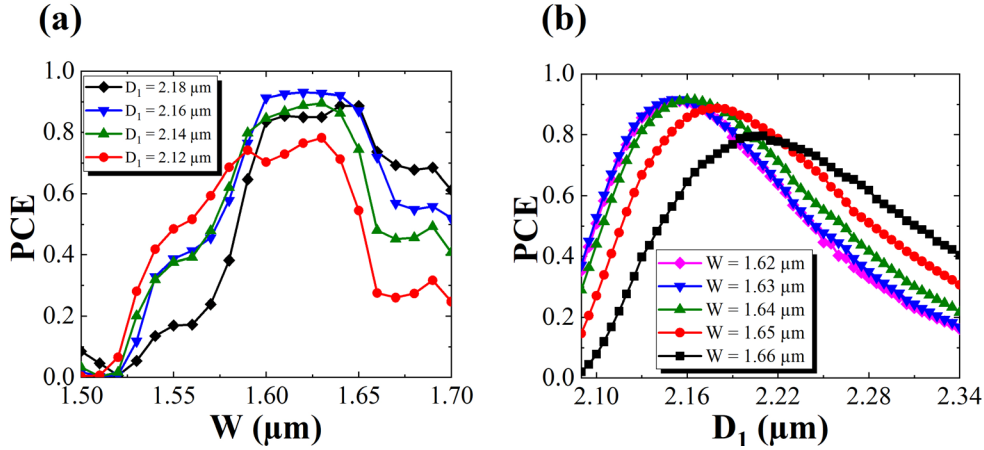 (a)
PCE
1.0
0.8
0.6
0.4
0.2
0.0
D₁ = 2.18 µm
D₁ = 2.16 µm
D₁ = 2.14 µm
D₁ = 2.12 µm
1.50 1.55 1.60 1.65 1.70
W (µm)
(b)
PCE
1.0
0.8
0.6
0.4
0.2
0.0
W = 1.62 µm
W = 1.63 µm
W = 1.64 µm
W = 1.65 µm
W = 1.66 µm
2.10 2.16 2.22 2.28 2.34
D₁ (µm)